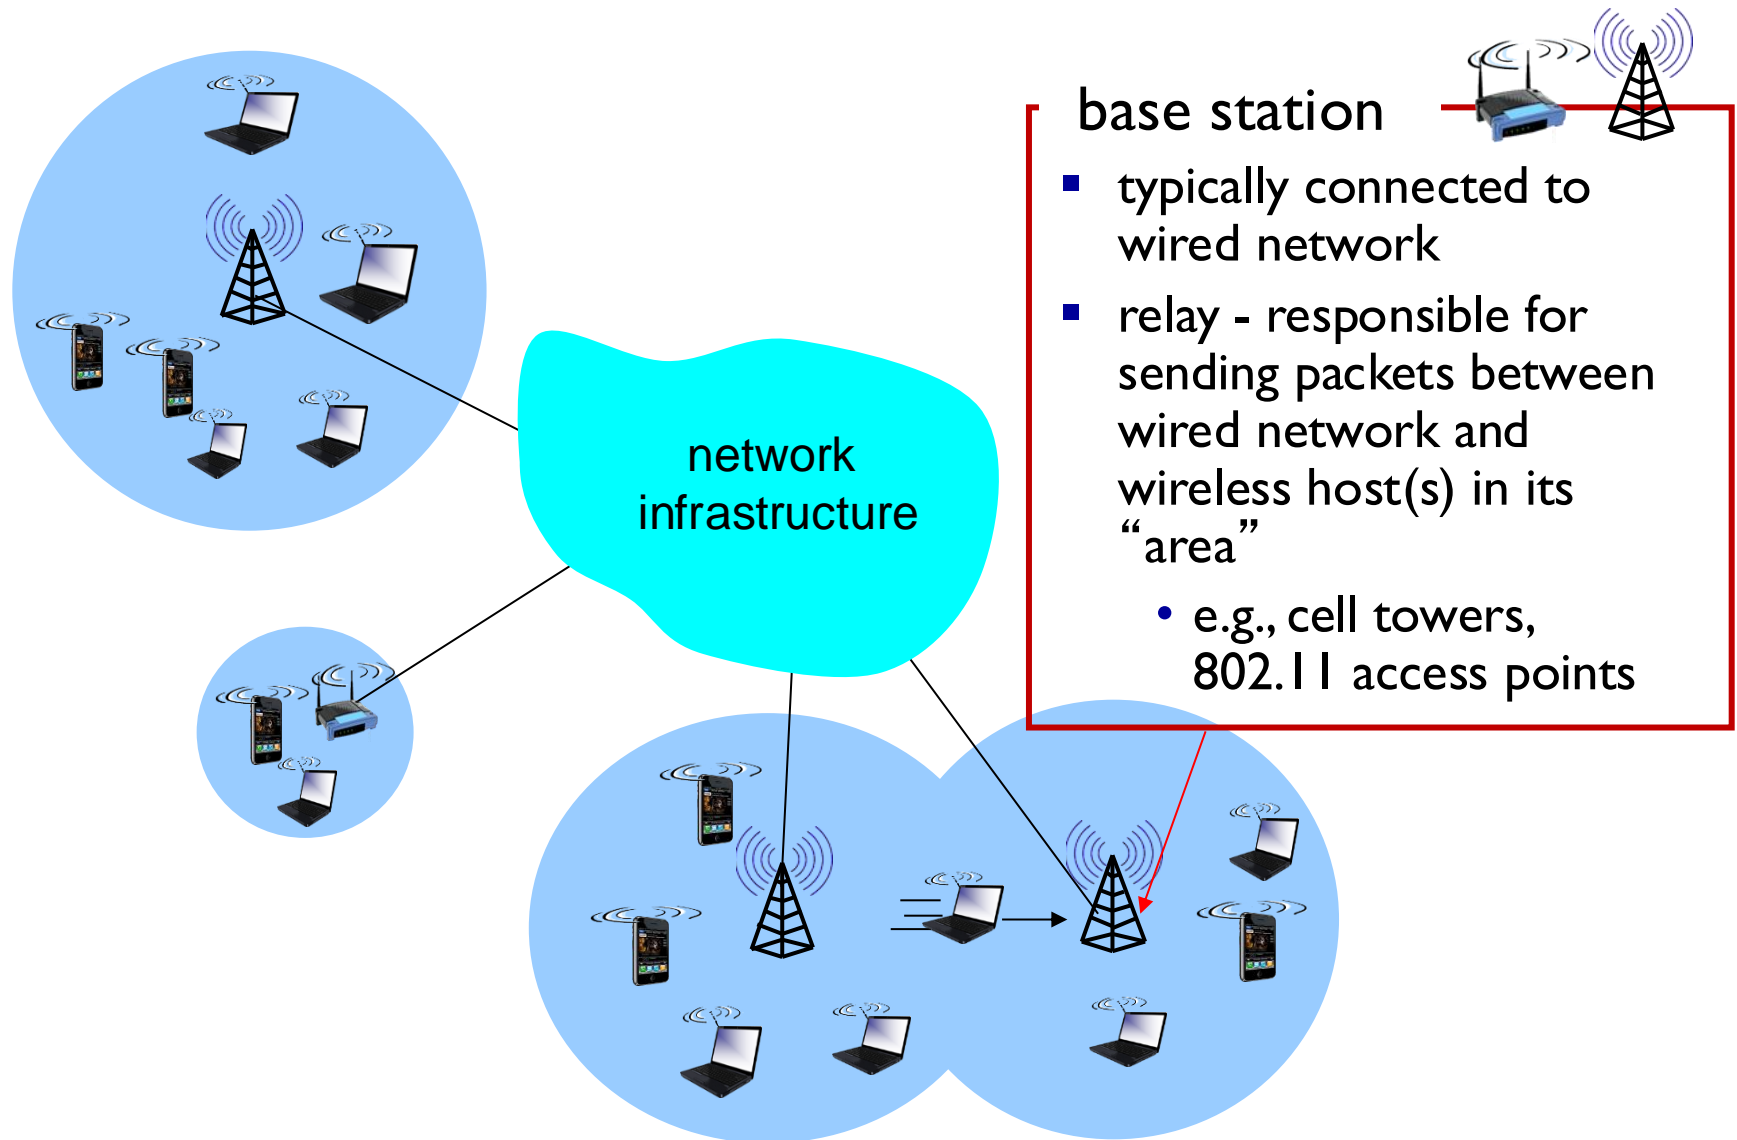 base station
▪ typically connected to
wired network
▪ relay - responsible for
sending packets between
wired network and
wireless host(s) in its
“area”
• e.g., cell towers,
802.11 access points
network
infrastructure